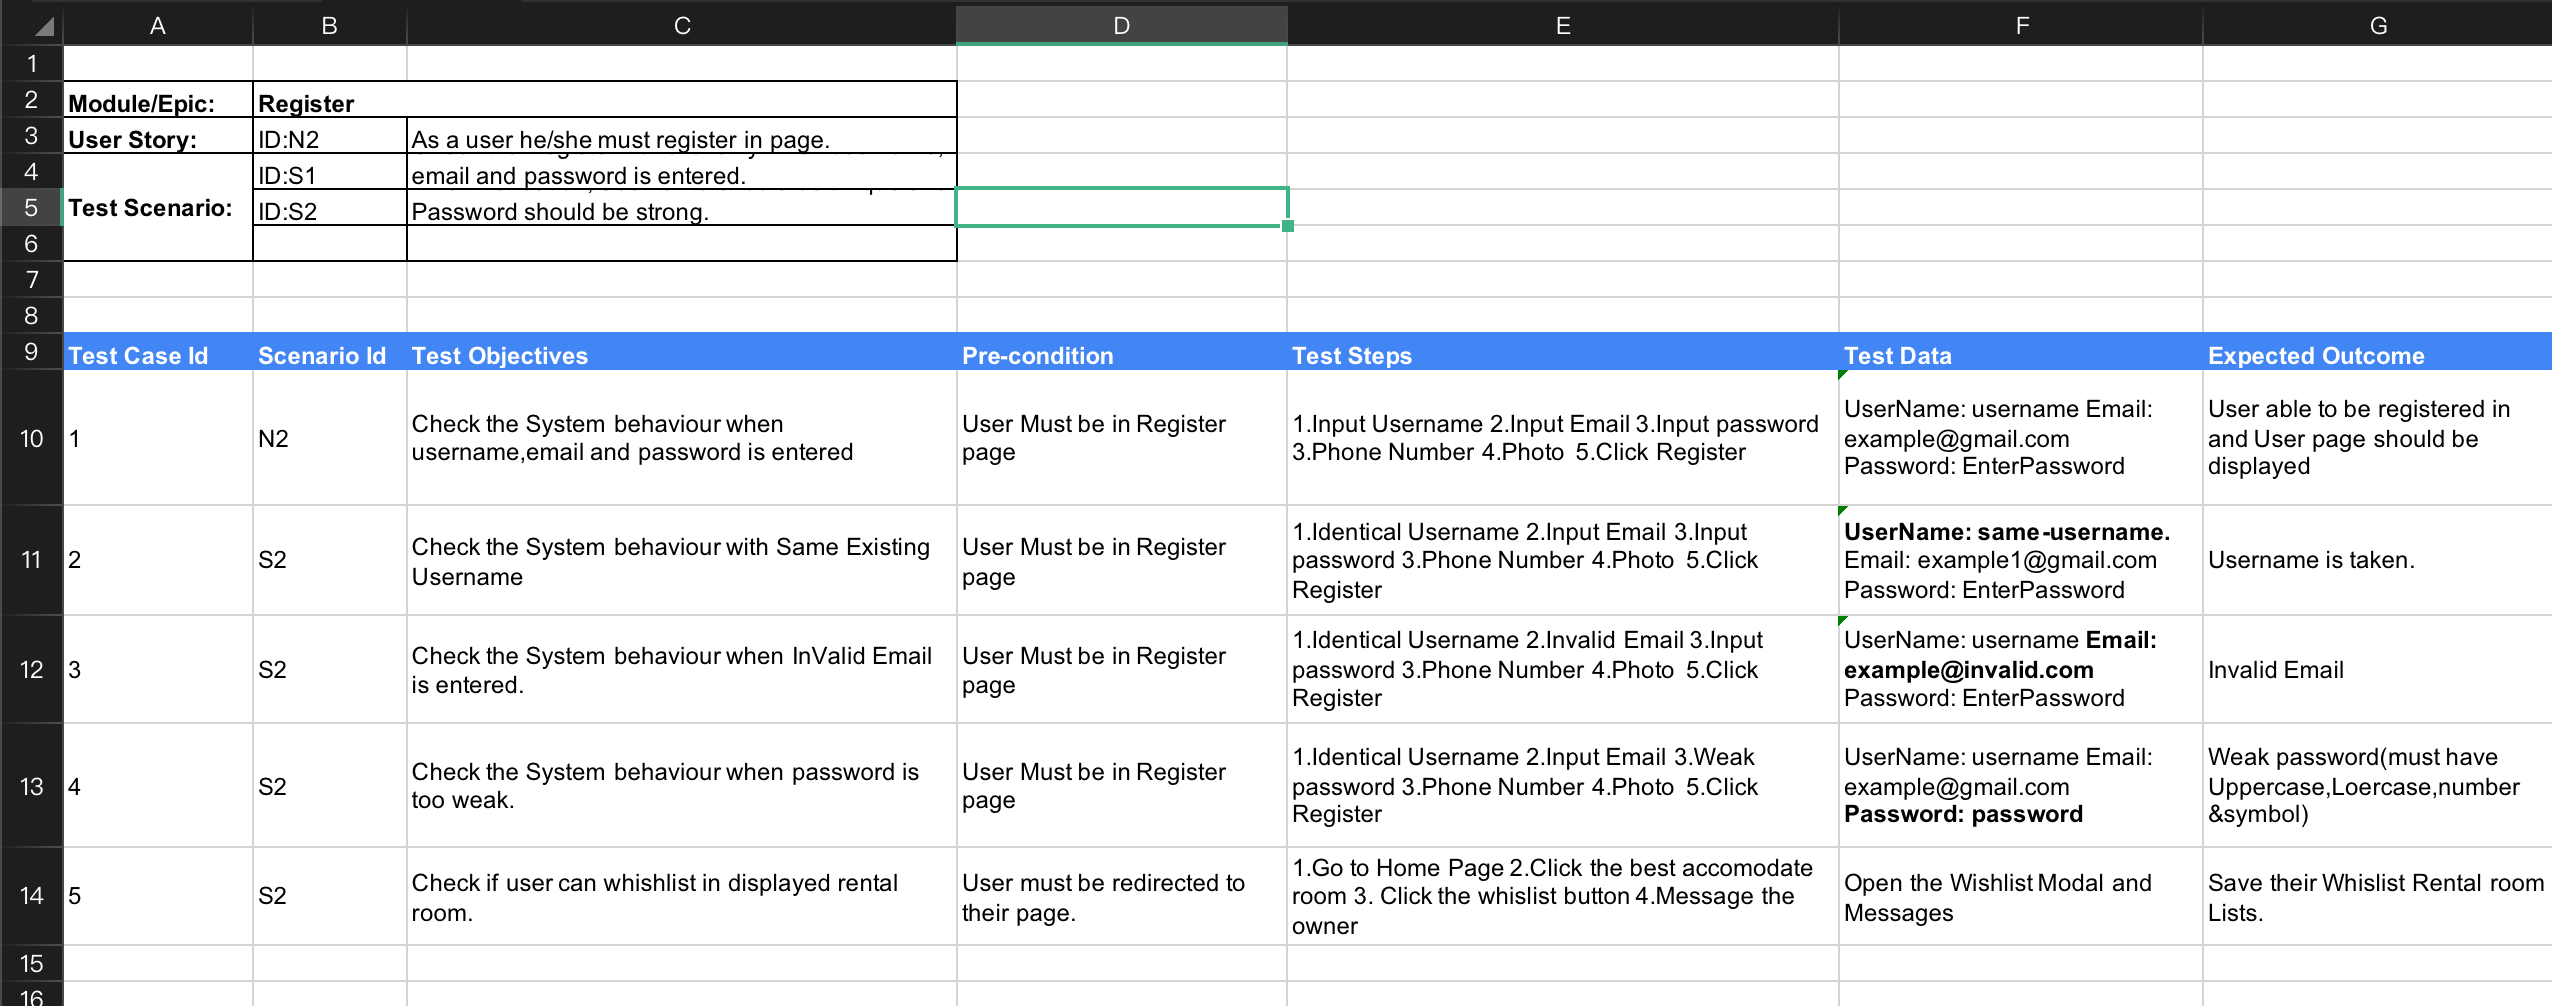 A B C D E F G
1
2 Module/Epic: Register
3 User Story: ID:N2 As a user he/she must register in page.
4 ID:S1 email and password is entered.
5 Test Scenario: ID:S2 Password should be strong.
6
7
8
9 Test Case Id Scenario Id Test Objectives Pre-condition Test Steps Test Data Expected Outcome
10 1 N2
Check the System behaviour when
username,email and password is entered
User Must be in Register
page
1.Input Username 2.Input Email 3.Input password
3.Phone Number 4.Photo 5.Click Register
UserName: username Email:
example@gmail.com
Password: EnterPassword
User able to be registered in
and User page should be
displayed
11 2 S2
Check the System behaviour with Same Existing
Username
User Must be in Register
page
1.Identical Username 2.Input Email 3.Input
password 3.Phone Number 4.Photo 5.Click
Register
UserName: same-username.
Email: example1@gmail.com
Password: EnterPassword
Username is taken.
12 3 S2
Check the System behaviour when InValid Email
is entered.
User Must be in Register
page
1.Identical Username 2.Invalid Email 3.Input
password 3.Phone Number 4.Photo 5.Click
Register
UserName: username Email:
example@invalid.com
Password: EnterPassword
Invalid Email
13 4 S2
Check the System behaviour when password is
too weak.
User Must be in Register
page
1.Identical Username 2.Input Email 3.Weak
password 3.Phone Number 4.Photo 5.Click
Register
UserName: username Email:
example@gmail.com
Password: password
Weak password(must have
Uppercase,Loercase,number
&symbol)
14 5 S2
Check if user can whishlist in displayed rental
room.
User must be redirected to
their page.
1.Go to Home Page 2.Click the best accomodate
room 3. Click the whislist button 4.Message the
owner
Open the Wishlist Modal and
Messages
Save their Whislist Rental room
Lists.
15
16